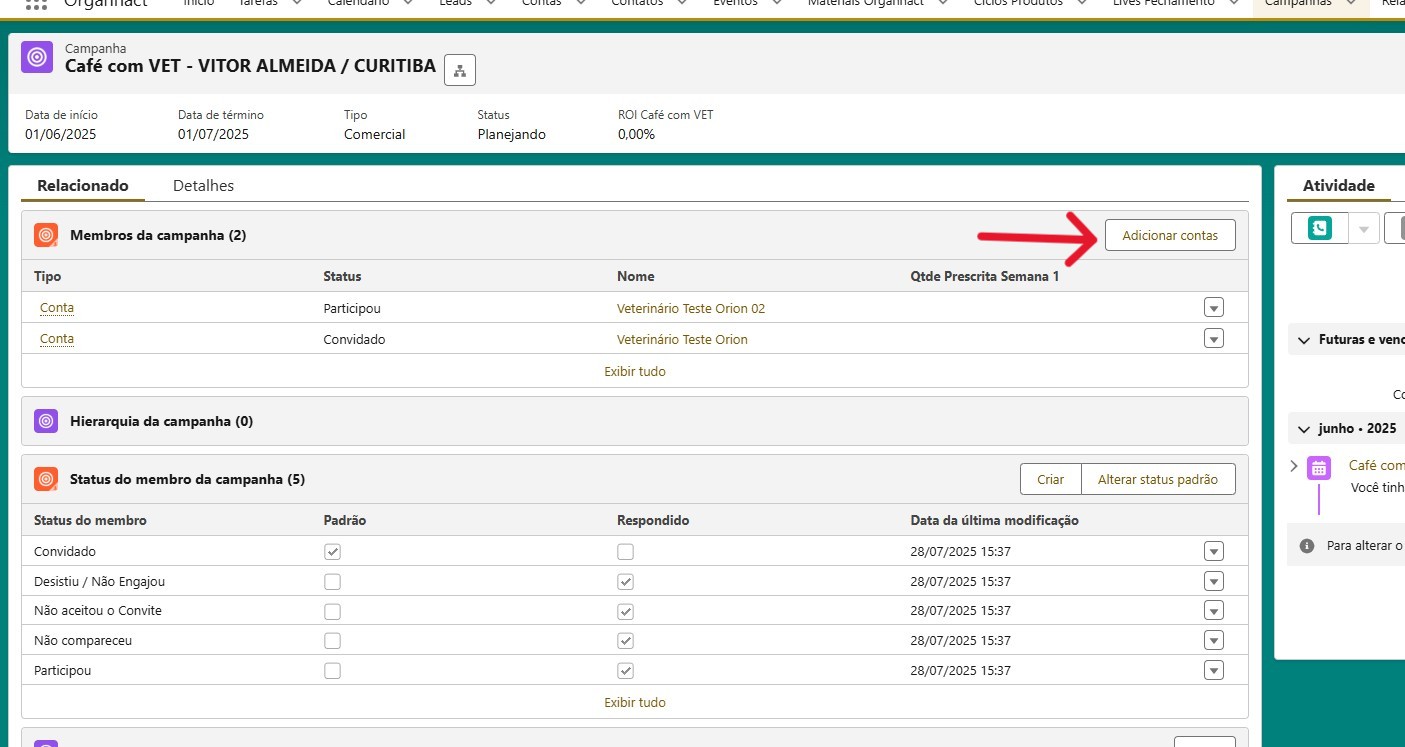 Organnact Início Tarefas Calendário Leads Contas Contatos Eventos Materiais Organnact Ciclos Produtos Lives Fechamento Campanhas
Campanha
Café com VET - VITOR ALMEIDA / CURITIBA
Data de início Data de término Tipo Status ROI Café com VET
01/06/2025 01/07/2025 Comercial Planejando 0,00%
Relacionado Detalhes
Membros da campanha (2) Adicionar contas
Tipo Status Nome Qtde Prescrita Semana 1
Conta Participou Veterinário Teste Orion 02
Conta Convidado Veterinário Teste Orion
Exibir tudo
Hierarquia da campanha (0)
Status do membro da campanha (5) Criar Alterar status padrão
Status do membro Padrão Respondido Data da última modificação
Convidado 28/07/2025 15:37
Desistiu / Não Engajou 28/07/2025 15:37
Não aceitou o Convite 28/07/2025 15:37
Não compareceu 28/07/2025 15:37
Participou 28/07/2025 15:37
Exibir tudo
Atividade
Futuras e venc
Co
junho • 2025
Café com
Você tinh
Para alterar o